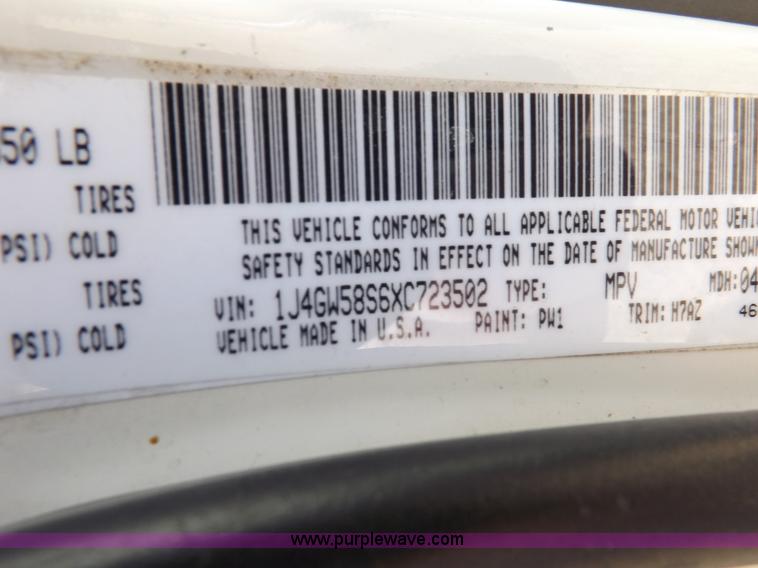 50 LB
TIRES
PSI) COLD
TIRES
PSI) COLD
THIS VEHICLE CONFORMS TO ALL APPLICABLE FEDERAL MOTOR VEHI
SAFETY STANDARDS IN EFFECT ON THE DATE OF MANUFACTURE SHOWN
VIN: 1J4GW58S6XC723502 TYPE: MPV MDH:04
VEHICLE MADE IN U.S.A. PAINT: PW1 TRIM: H7AZ 46
www.purplewave.com